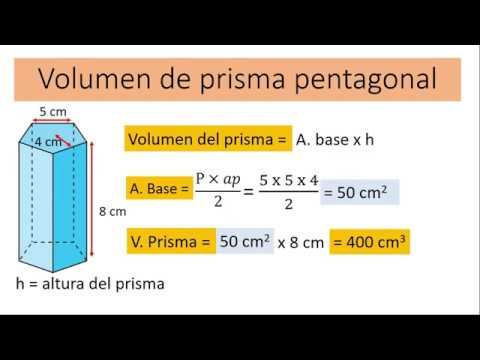 Volumen de prisma pentagonal
5 cm
4 cm
8 cm
h = altura del prisma
Volumen del prisma = A. base x h
A. Base = P × ap / 2 = 5 x 5 x 4 / 2 = 50 cm²
V. Prisma = 50 cm² x 8 cm = 400 cm³